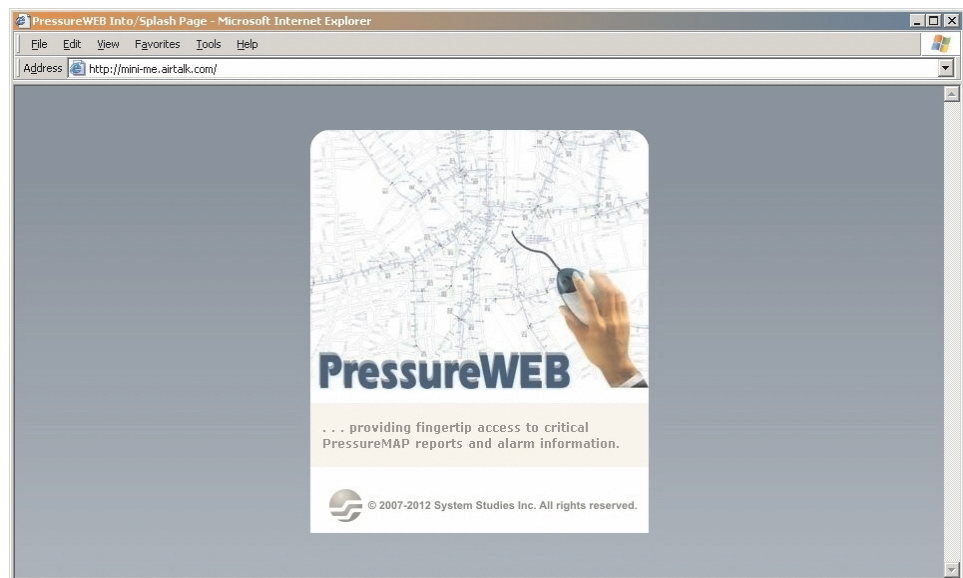 PressureWEB Into/Splash Page - Microsoft Internet Explorer
File Edit View Favorites Tools Help
Address http://mini-me.airtalk.com/
PressureWEB
. . . providing fingertip access to critical
PressureMAP reports and alarm information.
© 2007-2012 System Studies Inc. All rights reserved.